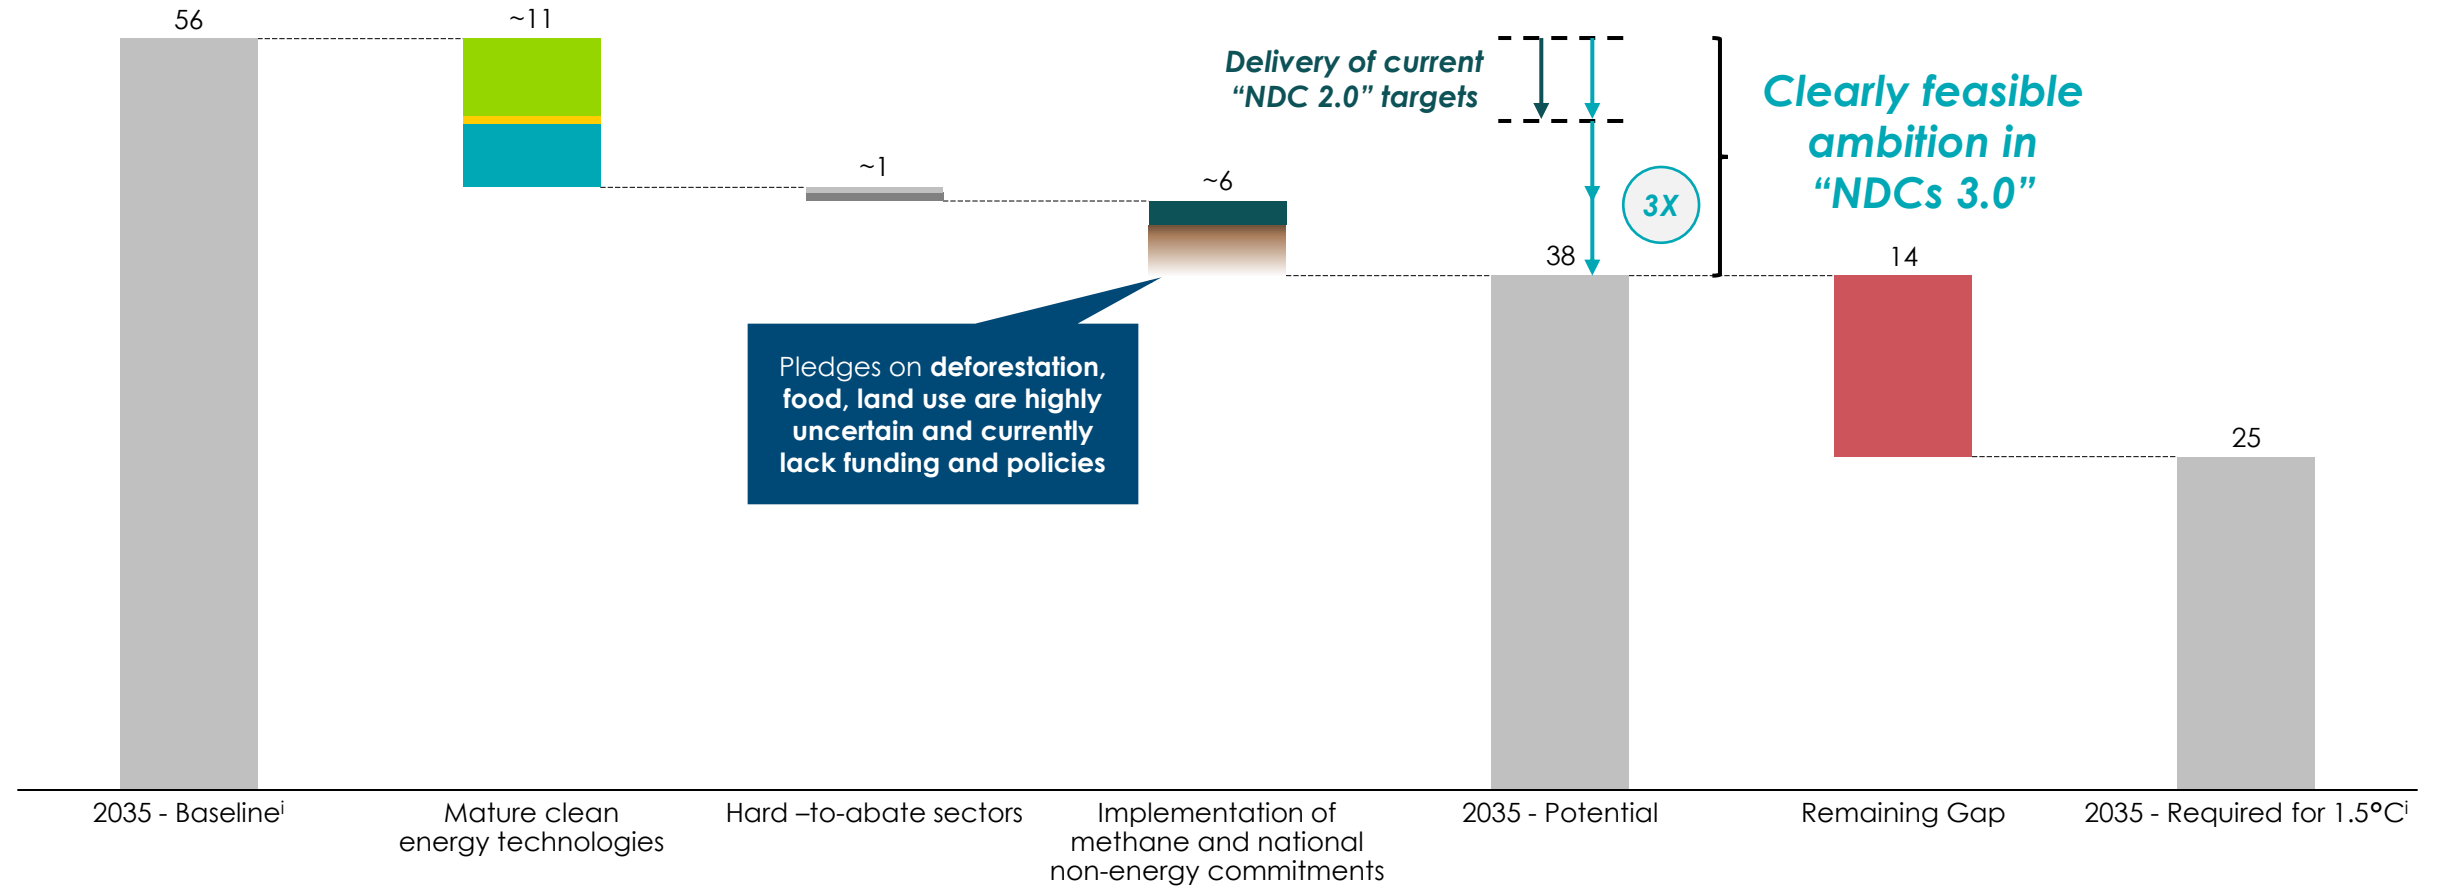 56
~11
~1
~6
Delivery of current
“NDC 2.0” targets
3X
Clearly feasible
ambition in
“NDCs 3.0”
38
14
25
Pledges on deforestation,
food, land use are highly
uncertain and currently
lack funding and policies
2035 - Baselineⁱ
Mature clean
energy technologies
Hard –to-abate sectors
Implementation of
methane and national
non-energy commitments
2035 - Potential
Remaining Gap
2035 - Required for 1.5°Cⁱ